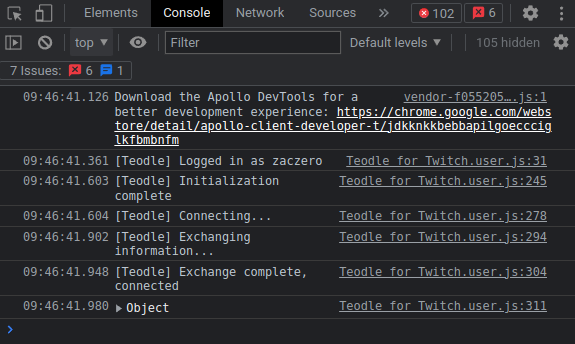 Elements Console Network Sources 102 6
top Filter Default levels 105 hidden
7 Issues: 6 1
09:46:41.126 Download the Apollo DevTools for a vendor-f055205….js:1
better development experience: https://chrome.google.com/webs
tore/detail/apollo-client-developer-t/jdkknkkbebbapilgoeccciq
lkfbmbnfm
09:46:41.361 [Teodle] Logged in as zaczero Teodle for Twitch.user.js:31
09:46:41.603 [Teodle] Initialization Teodle for Twitch.user.js:245
complete
09:46:41.604 [Teodle] Connecting... Teodle for Twitch.user.js:278
09:46:41.902 [Teodle] Exchanging Teodle for Twitch.user.js:294
information...
09:46:41.948 [Teodle] Exchange complete, Teodle for Twitch.user.js:304
connected
09:46:41.980 Object Teodle for Twitch.user.js:311